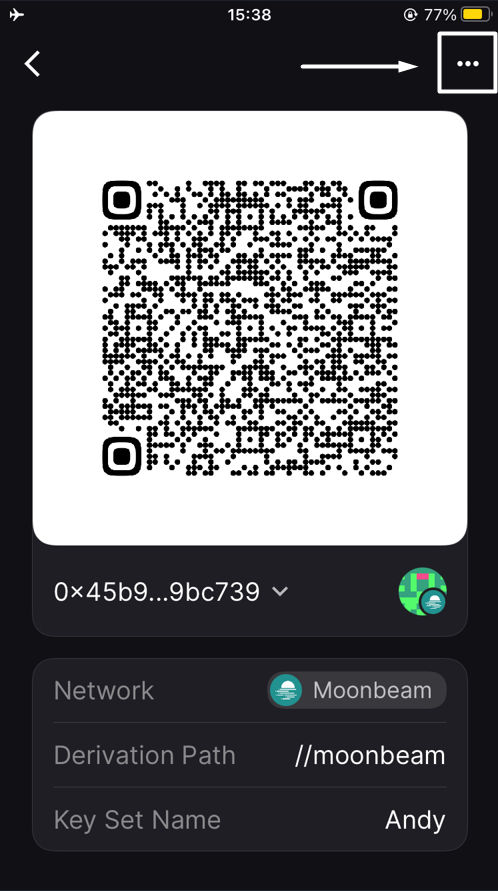 15:38
77%
0×45b9...9bc739
Network
Moonbeam
Derivation Path
//moonbeam
Key Set Name
Andy